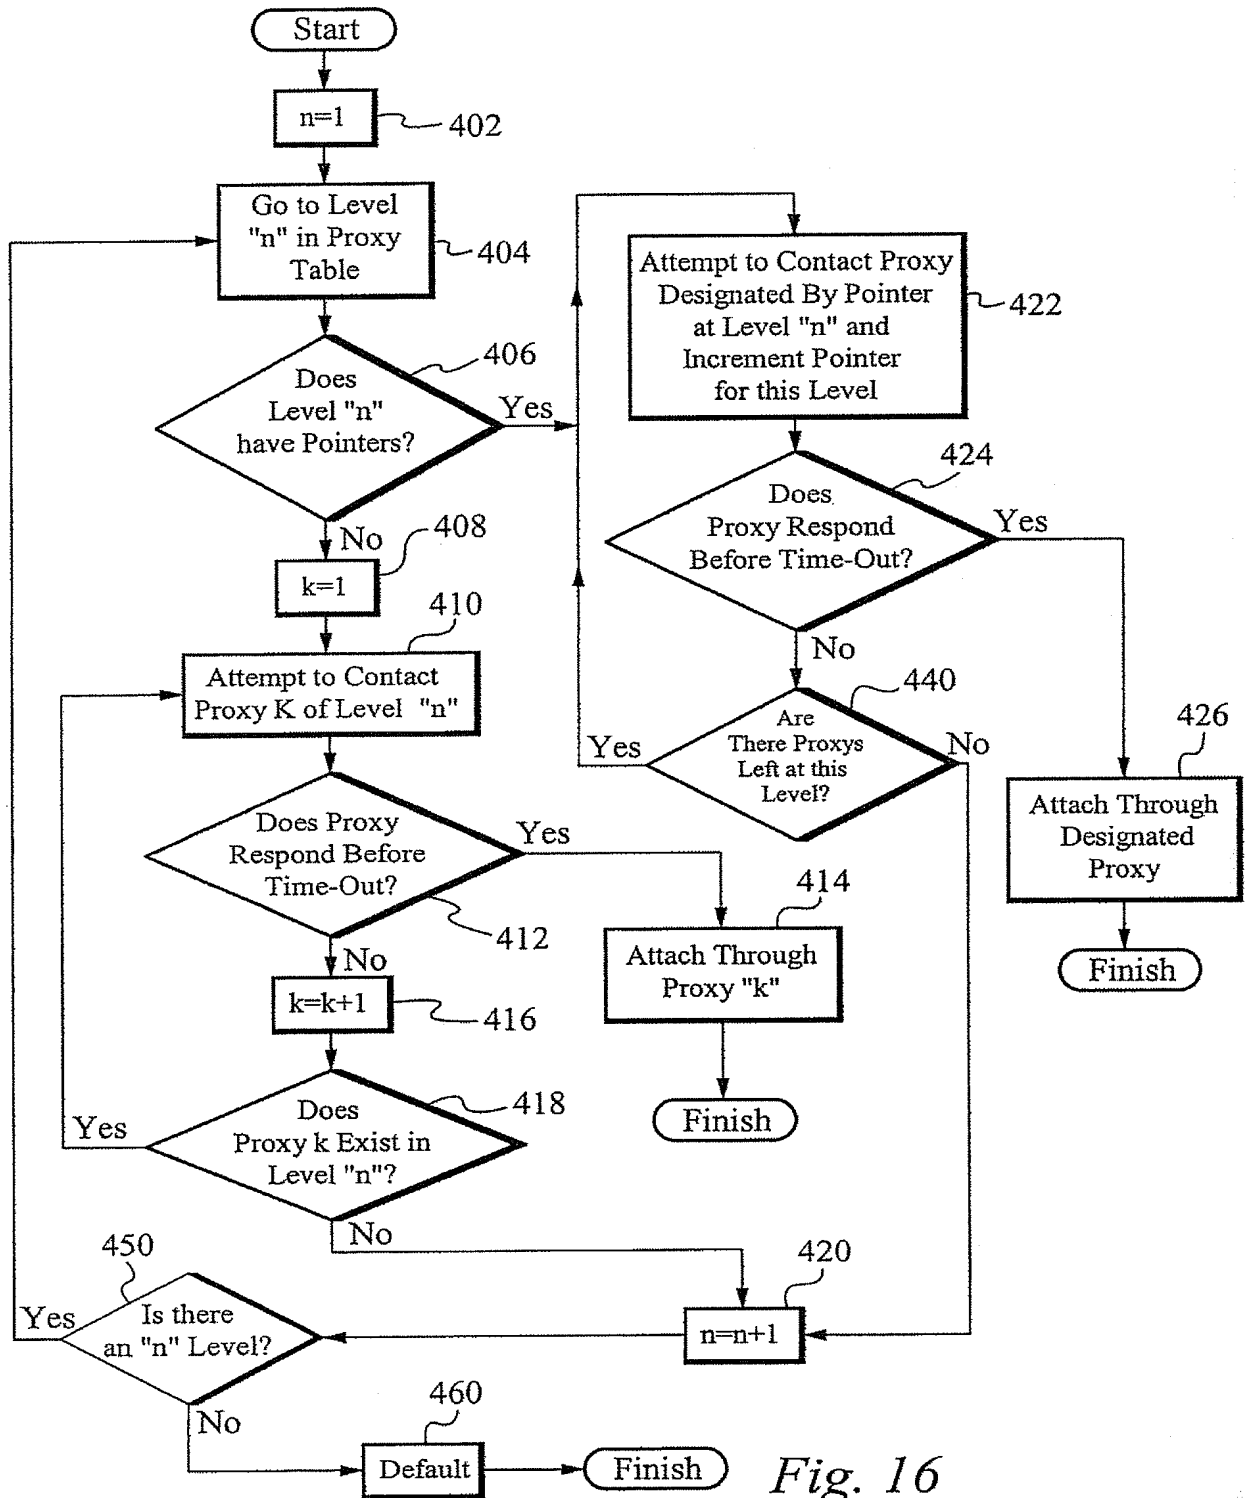 Start
n=1
402
Go to Level
"n" in Proxy
Table
404
Does
Level "n"
have Pointers?
406
Yes
No
k=1
408
Attempt to Contact
Proxy K of Level "n"
410
Does Proxy
Respond Before
Time-Out?
412
Yes
No
Attach Through
Proxy "k"
414
Finish
k=k+1
416
Does
Proxy k Exist in
Level "n"?
418
Yes
No
Attempt to Contact Proxy
Designated By Pointer
at Level "n" and
Increment Pointer
for this Level
422
Does
Proxy Respond
Before Time-Out?
424
Yes
No
Are
There Proxys
Left at this
Level?
440
Yes
No
Attach Through
Designated
Proxy
426
Finish
n=n+1
420
Is there
an "n" Level?
450
Yes
No
Default
460
Finish
Fig. 16